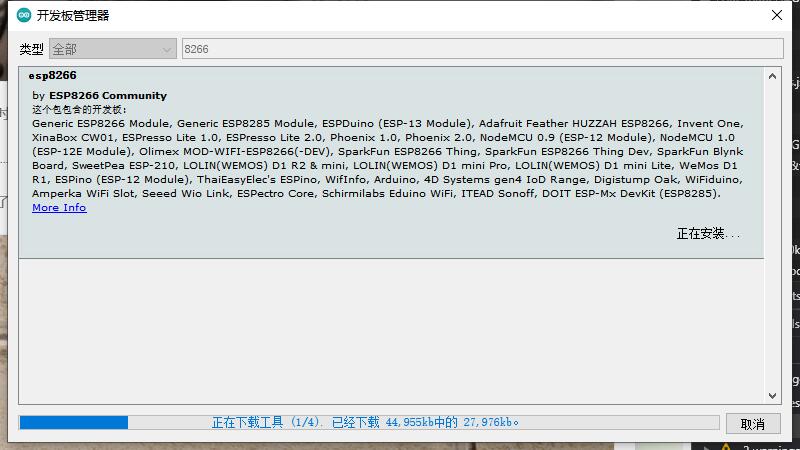 开发板管理器
类型 全部 8266
esp8266
by ESP8266 Community
这个包包含的开发板:
Generic ESP8266 Module, Generic ESP8285 Module, ESPDuino (ESP-13 Module), Adafruit Feather HUZZAH ESP8266, Invent One,
XinaBox CW01, ESPresso Lite 1.0, ESPresso Lite 2.0, Phoenix 1.0, Phoenix 2.0, NodeMCU 0.9 (ESP-12 Module), NodeMCU 1.0
(ESP-12E Module), Olimex MOD-WIFI-ESP8266(-DEV), SparkFun ESP8266 Thing, SparkFun ESP8266 Thing Dev, SparkFun Blynk
Board, SweetPea ESP-210, LOLIN(WEMOS) D1 R2 & mini, LOLIN(WEMOS) D1 mini Pro, LOLIN(WEMOS) D1 mini Lite, WeMos D1
R1, ESPino (ESP-12 Module), ThaiEasyElec's ESPino, WifInfo, Arduino, 4D Systems gen4 IoD Range, Digistump Oak, WiFiduino,
Amperka WiFi Slot, Seeed Wio Link, ESPectro Core, Schirmilabs Eduino WiFi, ITEAD Sonoff, DOIT ESP-Mx DevKit (ESP8285).
More Info
正在安装...
正在下载工具 (1/4). 已经下载 44,955kb中的 27,976kb。
取消